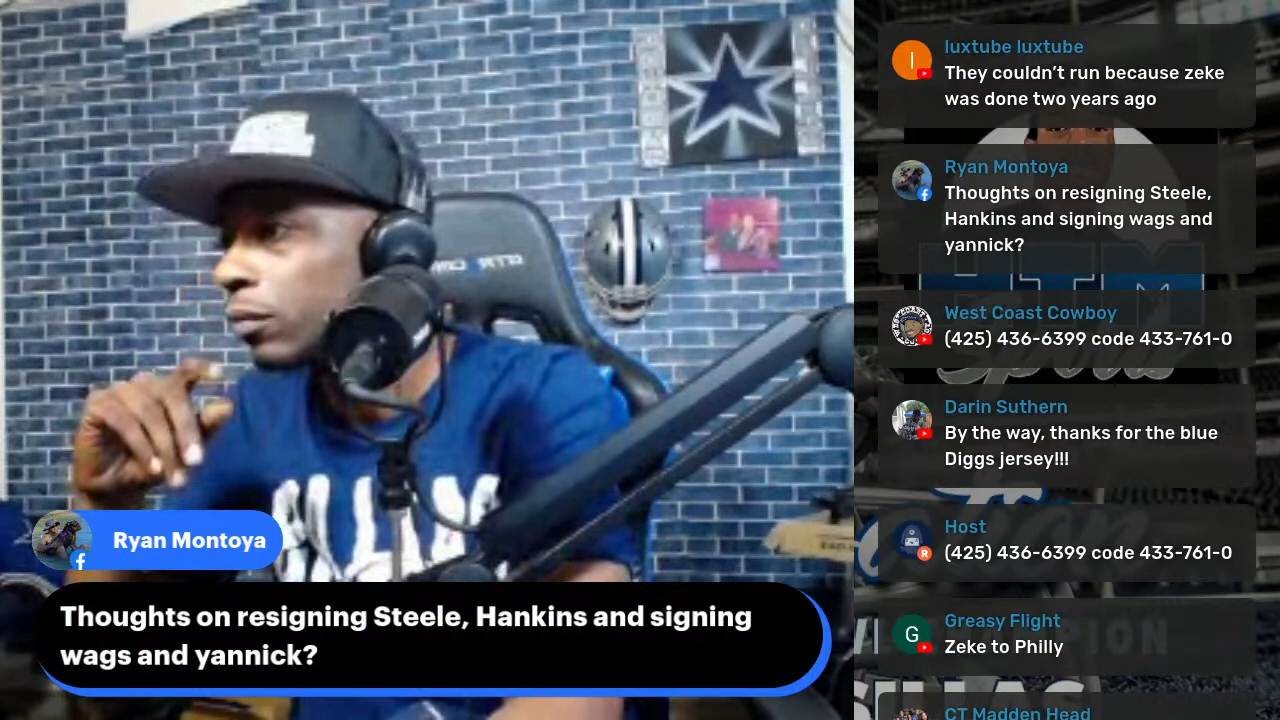 Ryan Montoya
Thoughts on resigning Steele, Hankins and signing
wags and yannick?
luxtube luxtube
They couldn’t run because zeke
was done two years ago
Ryan Montoya
Thoughts on resigning Steele,
Hankins and signing wags and
yannick?
West Coast Cowboy
(425) 436-6399 code 433-761-0
Darin Suthern
By the way, thanks for the blue
Diggs jersey!!!
Host
(425) 436-6399 code 433-761-0
Greasy Flight
Zeke to Philly
CT Madden Head